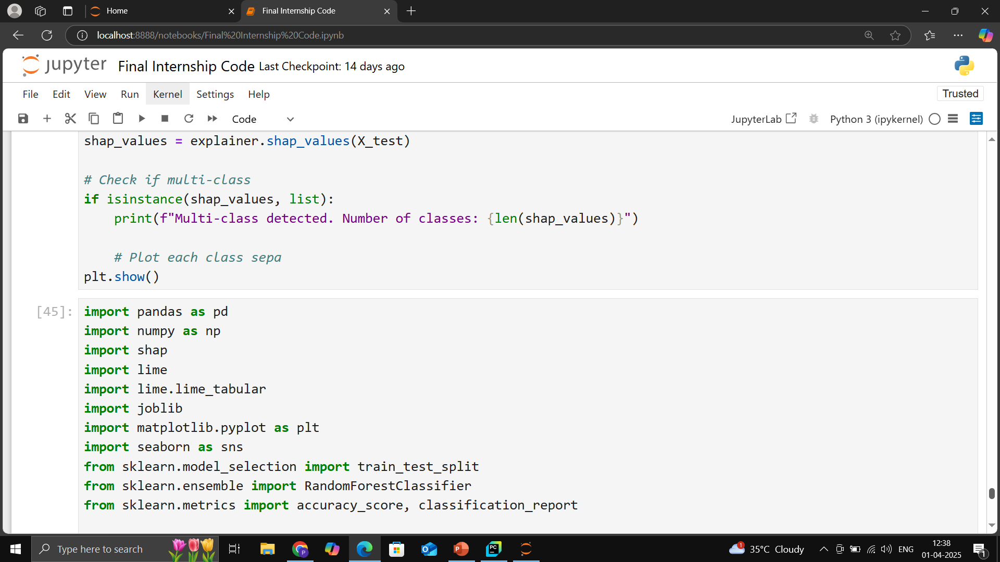 Home
Final Internship Code
localhost:8888/notebooks/Final%20Internship%20Code.ipynb
jupyter Final Internship Code Last Checkpoint: 14 days ago
File Edit View Run Kernel Settings Help
Trusted
Code
JupyterLab
Python 3 (ipykernel)
shap_values = explainer.shap_values(X_test)
# Check if multi-class
if isinstance(shap_values, list):
    print(f"Multi-class detected. Number of classes: {len(shap_values)}")
    # Plot each class sepa
plt.show()
[45]:
import pandas as pd
import numpy as np
import shap
import lime
import lime.lime_tabular
import joblib
import matplotlib.pyplot as plt
import seaborn as sns
from sklearn.model_selection import train_test_split
from sklearn.ensemble import RandomForestClassifier
from sklearn.metrics import accuracy_score, classification_report
Type here to search
P
O
P
PC
1
35°C Cloudy
ENG
12:38
01-04-2025
1